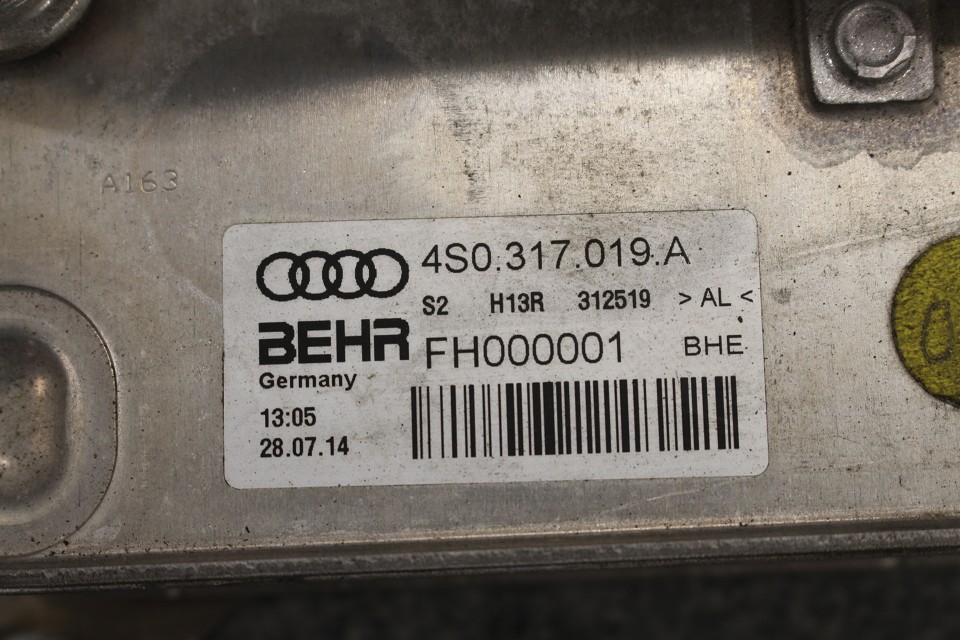 A163
4S0.317.019.A
S2 H13R 312519 > AL <
BEHR
FH000001 BHE
Germany
13:05
28.07.14